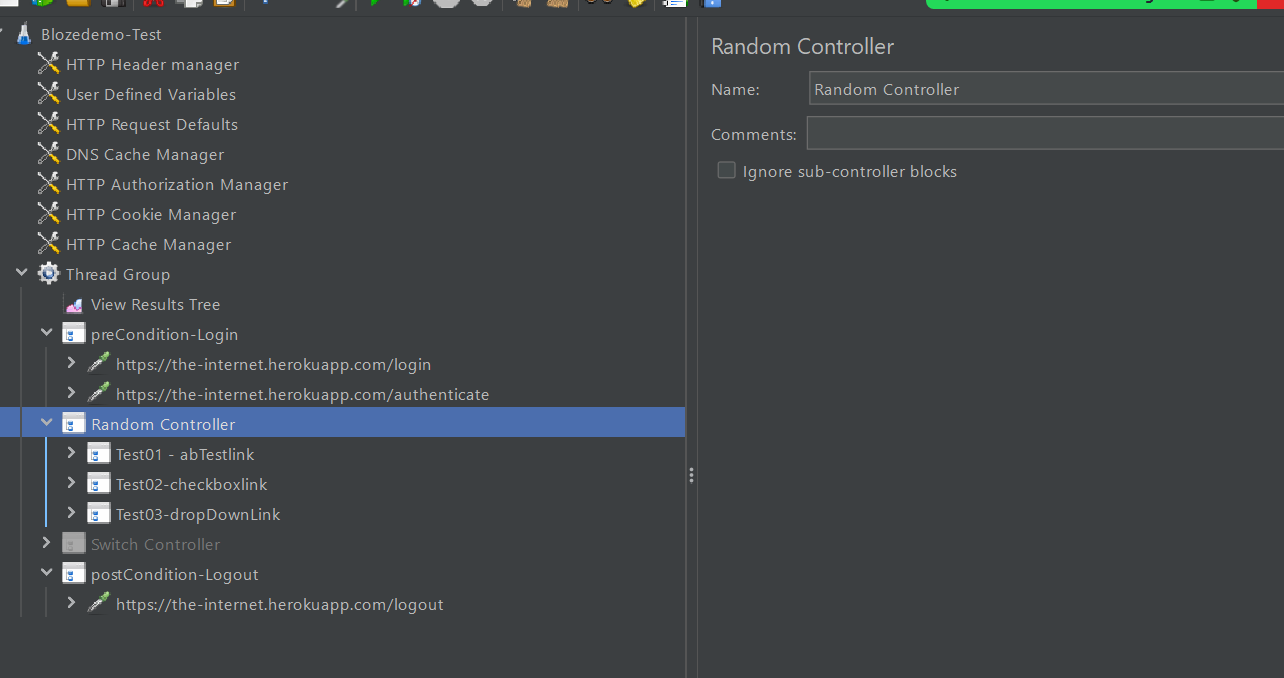 Blozedemo-Test
HTTP Header manager
User Defined Variables
HTTP Request Defaults
DNS Cache Manager
HTTP Authorization Manager
HTTP Cookie Manager
HTTP Cache Manager
Thread Group
View Results Tree
preCondition-Login
https://the-internet.herokuapp.com/login
https://the-internet.herokuapp.com/authenticate
Random Controller
Test01 - abTestlink
Test02-checkboxlink
Test03-dropDownLink
Switch Controller
postCondition-Logout
https://the-internet.herokuapp.com/logout
Random Controller
Name: Random Controller
Comments:
Ignore sub-controller blocks